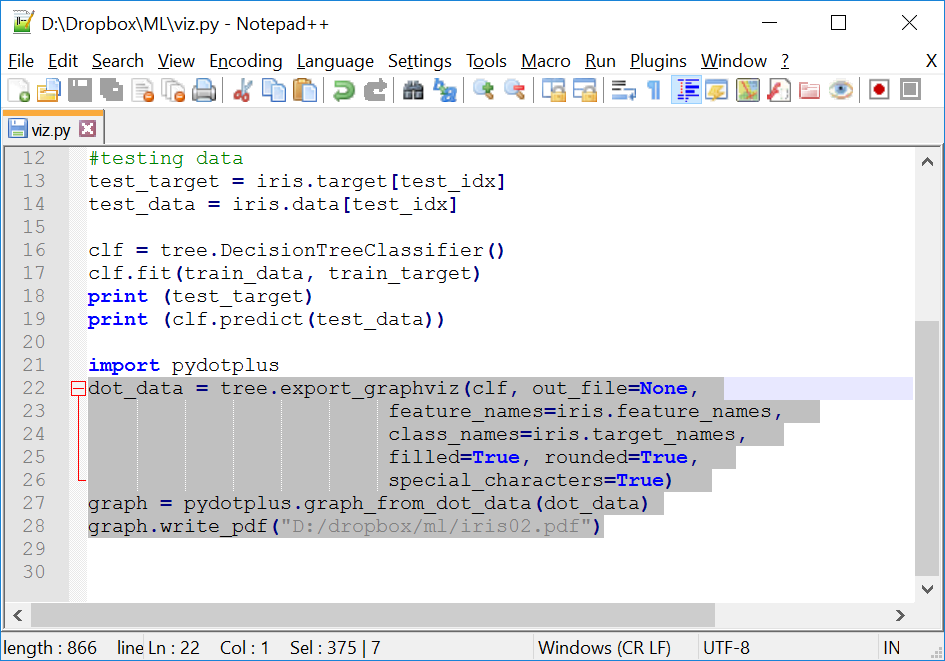 D:\Dropbox\ML\viz.py - Notepad++
File Edit Search View Encoding Language Settings Tools Macro Run Plugins Window ? X
viz.py
12 #testing data
13 test_target = iris.target[test_idx]
14 test_data = iris.data[test_idx]
15
16 clf = tree.DecisionTreeClassifier()
17 clf.fit(train_data, train_target)
18 print (test_target)
19 print (clf.predict(test_data))
20
21 import pydotplus
22 dot_data = tree.export_graphviz(clf, out_file=None,
23 feature_names=iris.feature_names,
24 class_names=iris.target_names,
25 filled=True, rounded=True,
26 special_characters=True)
27 graph = pydotplus.graph_from_dot_data(dot_data)
28 graph.write_pdf("D:/dropbox/ml/iris02.pdf")
29
30
length : 866 line Ln : 22 Col : 1 Sel : 375 | 7 Windows (CR LF) UTF-8 IN